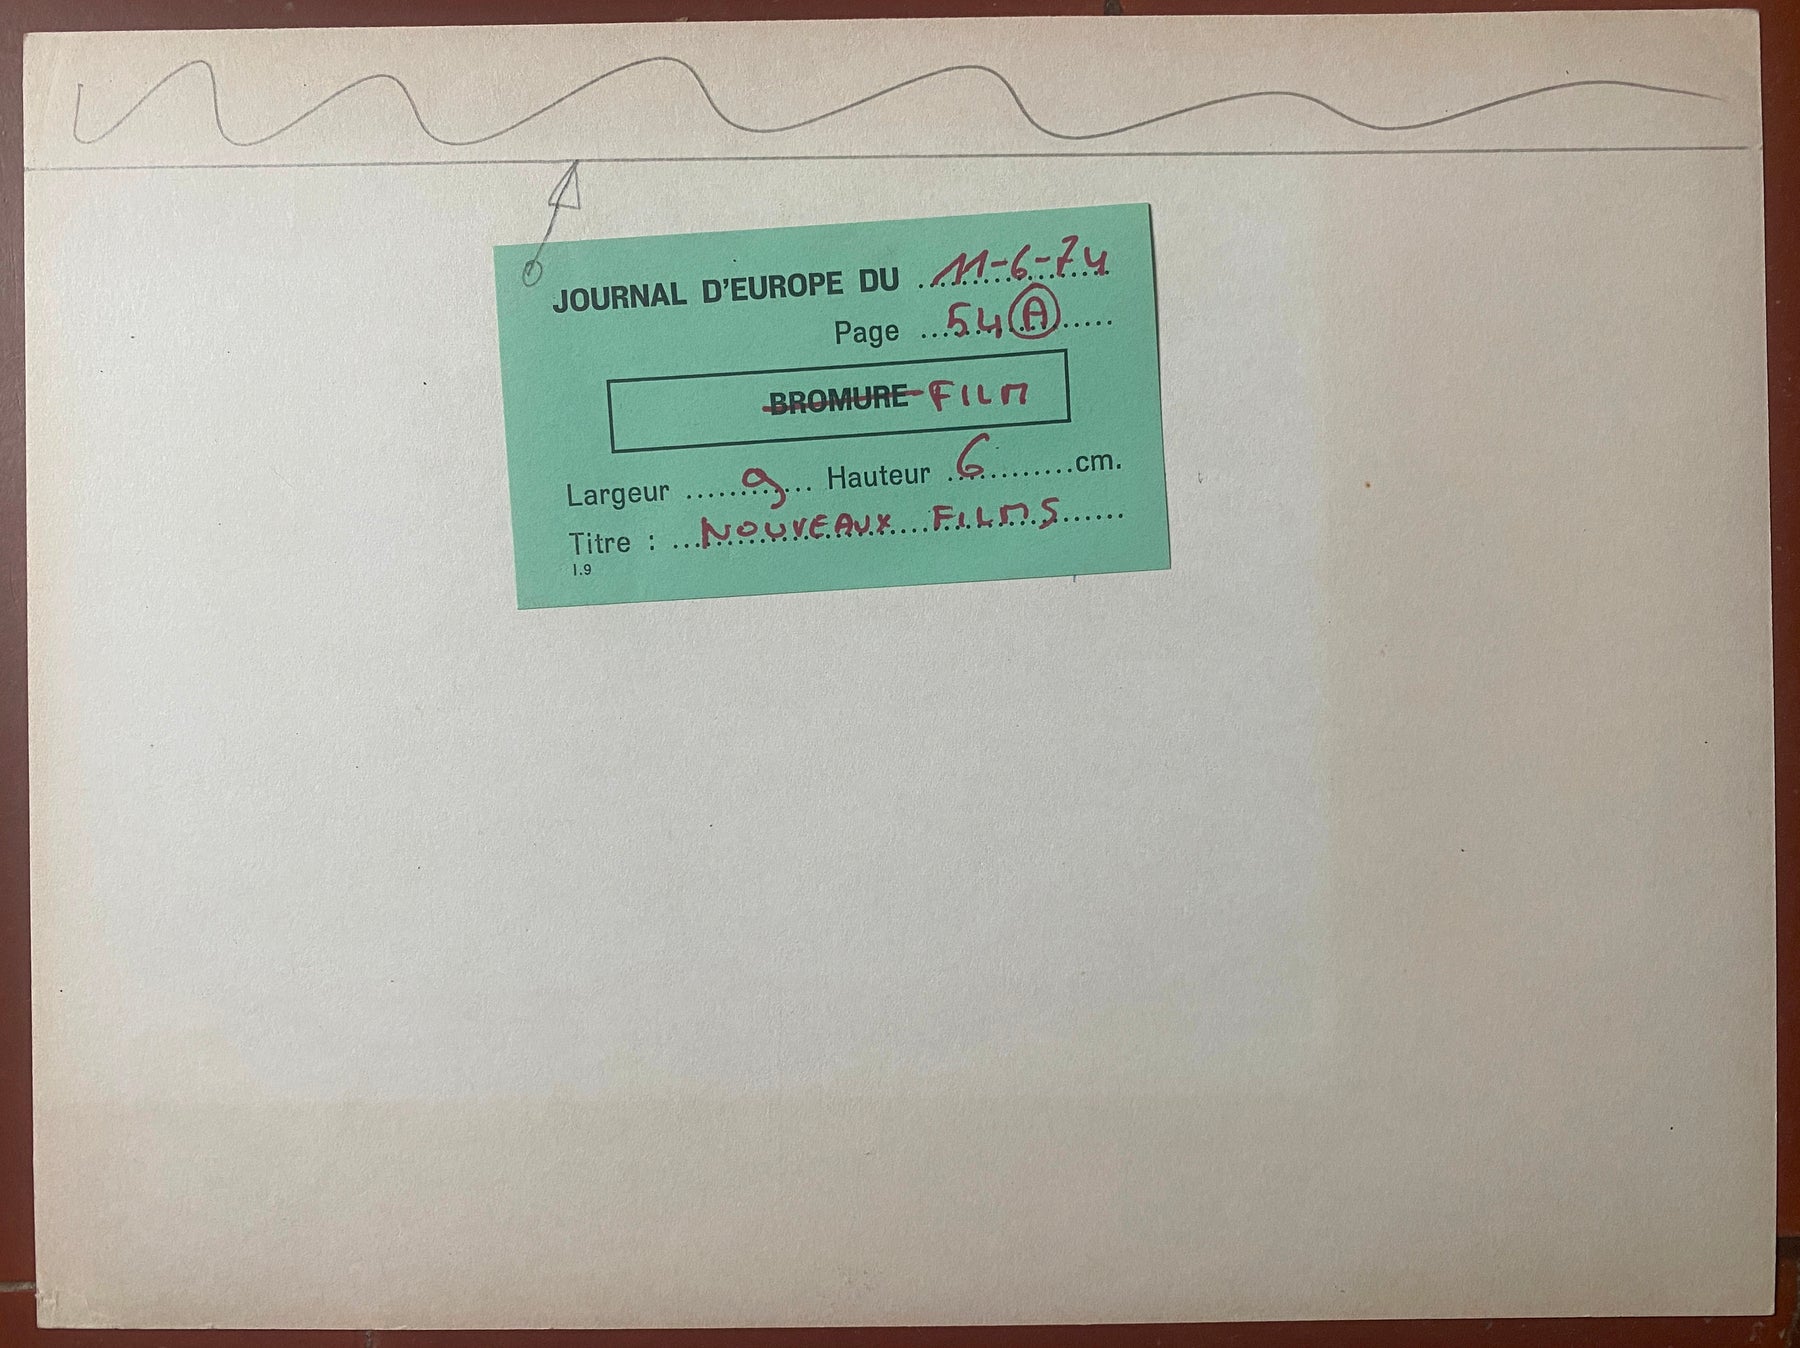 JOURNAL D'EUROPE DU 11-6-74
Page 54 A
BROMURE FILM
Largeur 9 Hauteur 6 cm.
Titre : NOUVEAUX FILMS
I.9